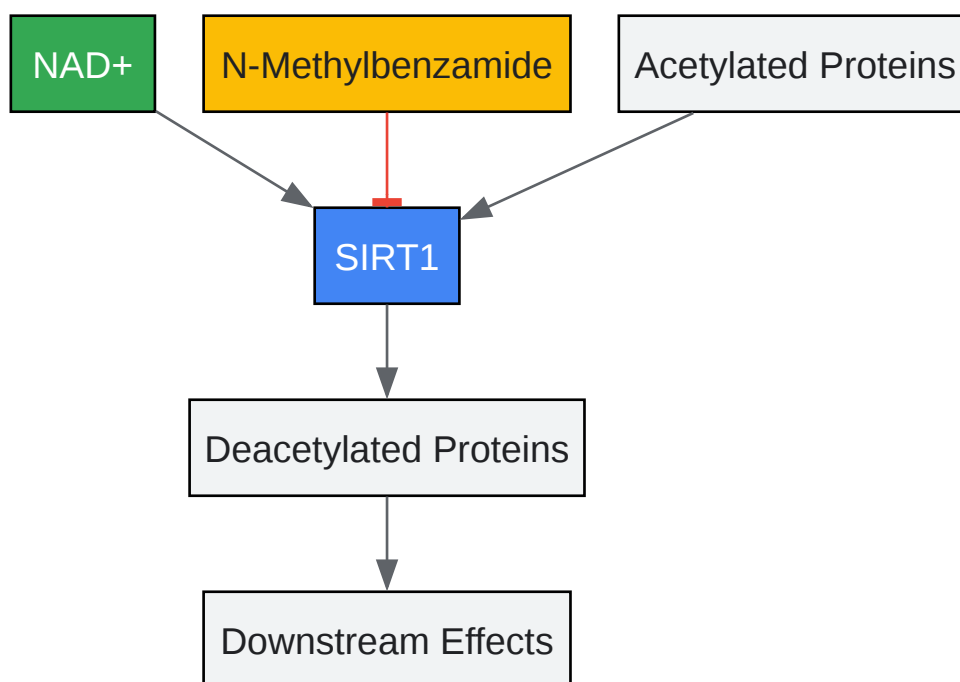 NAD+
N-Methylbenzamide
Acetylated Proteins
SIRT1
Deacetylated Proteins
Downstream Effects